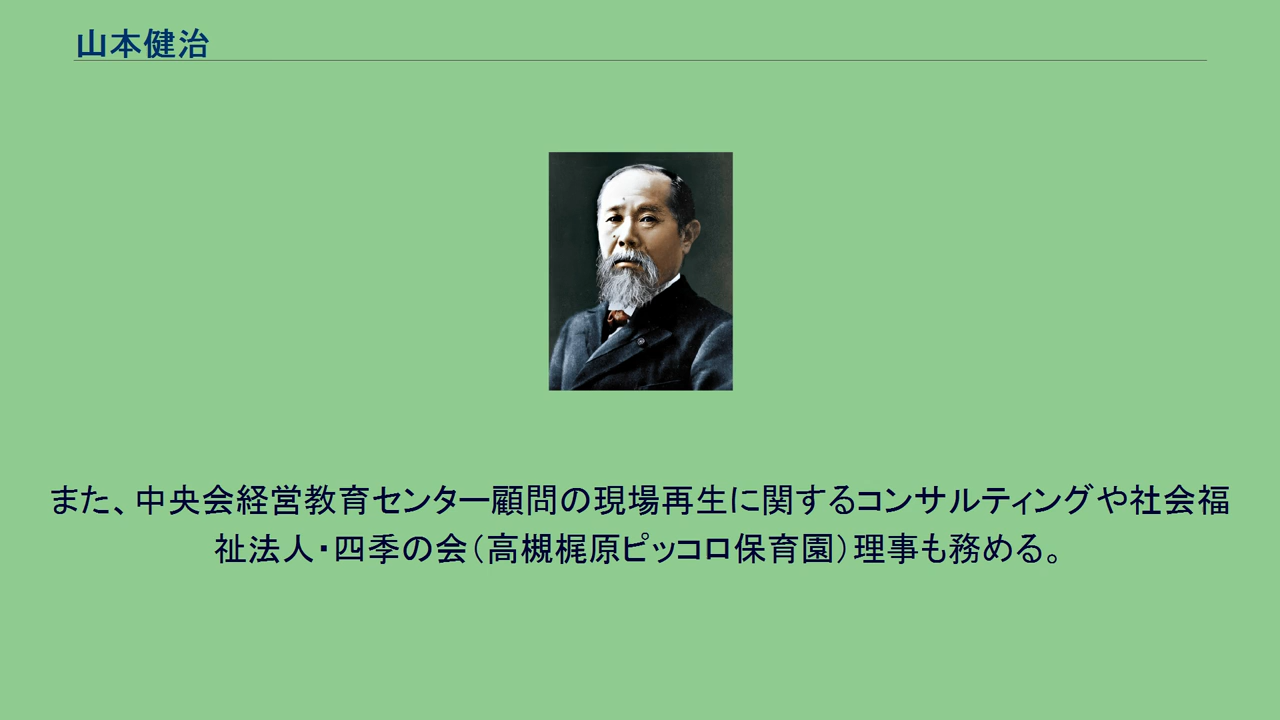 山本健治
また、中央会経営教育センター顧問の現場再生に関するコンサルティングや社会福
祉法人・四季の会（高槻梶原ピッコロ保育園）理事も務める。